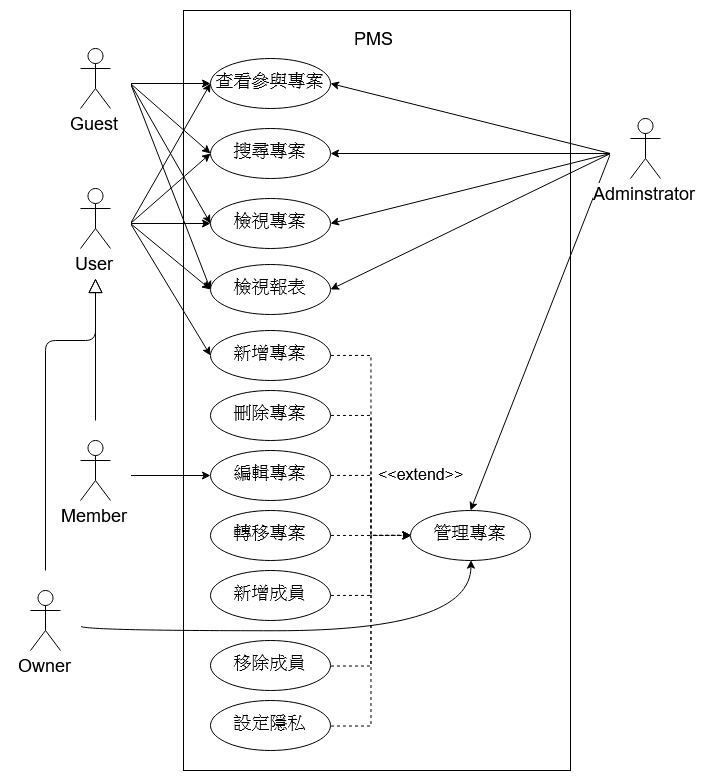 PMS
Guest
查看參與專案
搜尋專案
Adminstrator
User
檢視專案
檢視報表
新增專案
刪除專案
Member
編輯專案
<<extend>>
轉移專案
管理專案
新增成員
Owner
移除成員
設定隱私